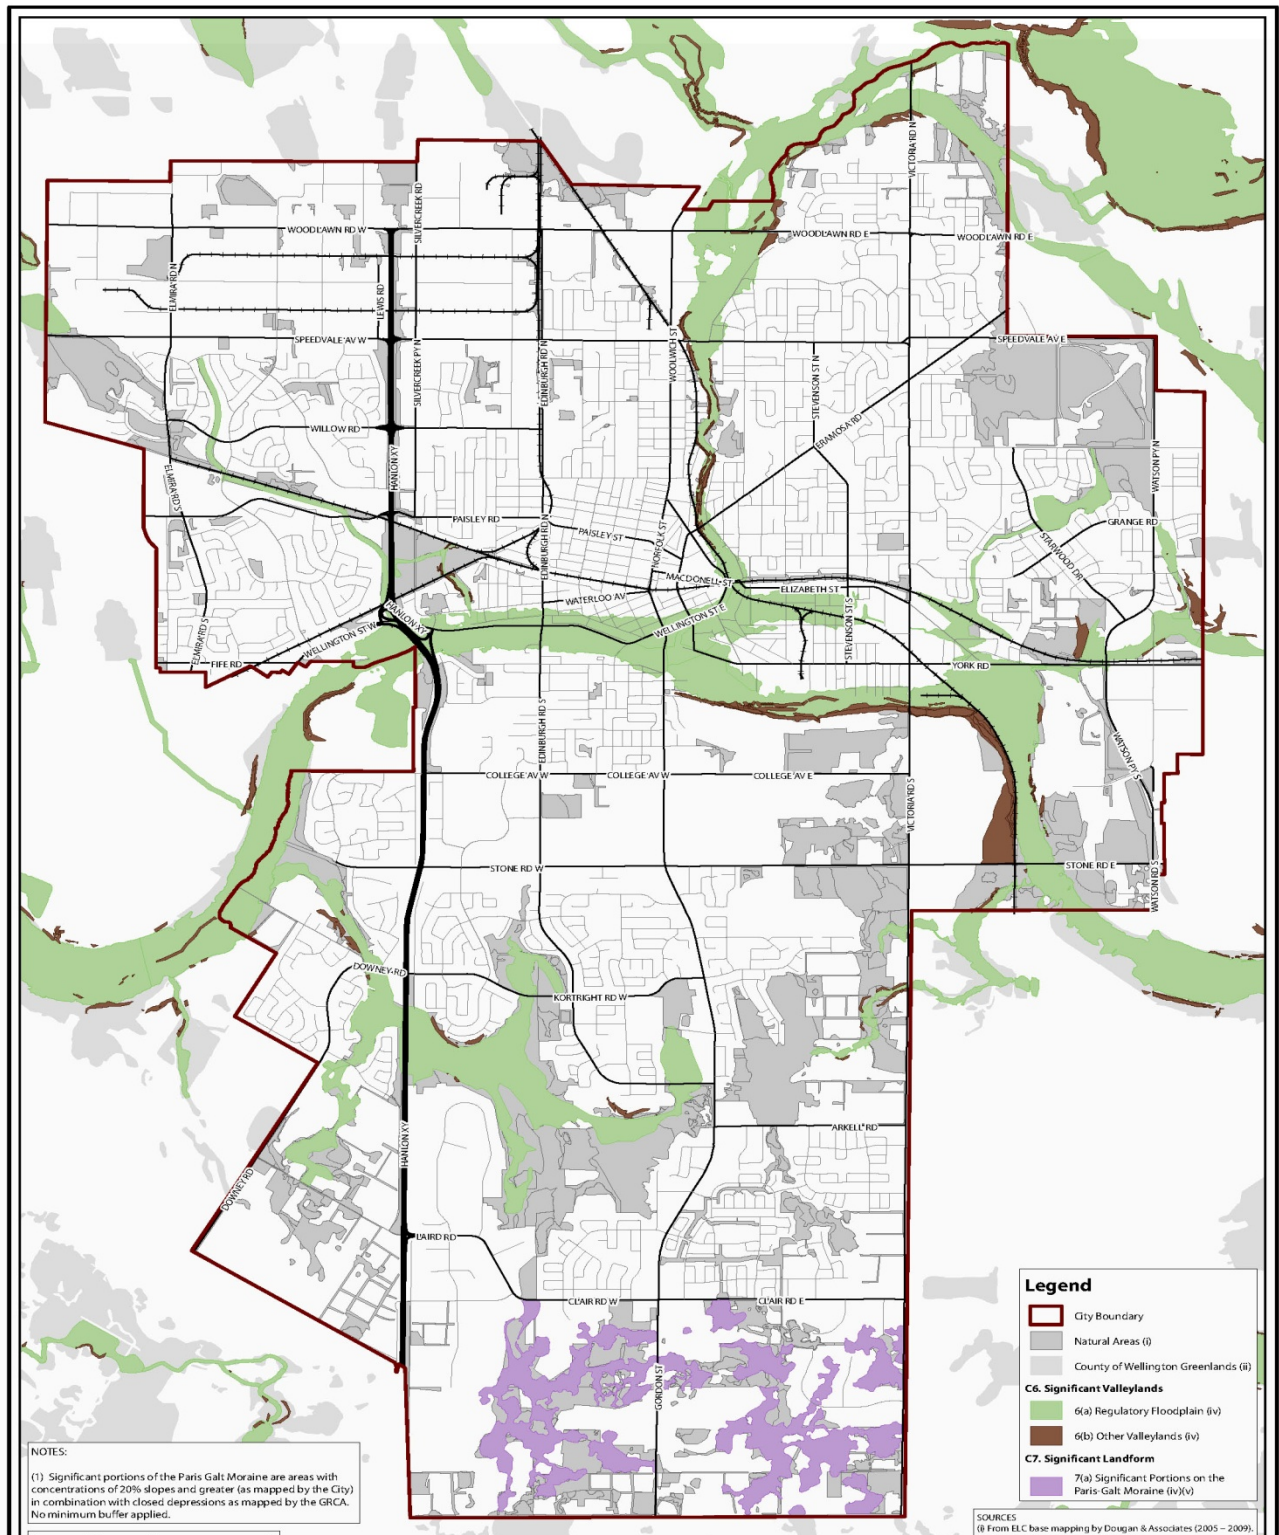 VICTORIA RD N
SILVERCREEK RD
WOODLAWN RD W
WOODLAWN RD E
WOODLAWN RD E
ELMIRA RD N
LEWIS RD
SPEEDVALE AV W
SILVERCREEK PY N
EDINBURGH RD N
WOOLWICH ST
SPEEDVALE AV E
STEVENSON ST N
ERAMOSA RD
WILLOW RD
HANLON XY
WATSON PY N
ELMIRA RD S
PAISLEY RD
EDINBURGH RD N
PAISLEY ST
NORFOLK ST
GRANGE RD
STARWOOD DR
MACDONELL ST
ELIZABETH ST
WATERLOO AV
HANLON XY
WELLINGTON ST W
WELLINGTON ST E
STEVENSON ST S
ELMIRA RD S
FIFE RD
YORK RD
EDINBURGH RD S
WATSON PY S
COLLEGE AV W
COLLEGE AV W
COLLEGE AV E
VICTORIA RD S
STONE RD W
STONE RD E
WATSON RD S
DOWNEY RD
KORTRIGHT RD W
ARKELL RD
HANLON XY
DOWNEY RD
LAIRD RD
CLAIR RD W
CLAIR RD E
GORDON ST
Legend
City Boundary
Natural Areas (i)
County of Wellington Greenlands (ii)
C6. Significant Valleylands
6(a) Regulatory Floodplain (iv)
6(b) Other Valleylands (iv)
C7. Significant Landform
7(a) Significant Portions on the
Paris-Galt Moraine (iv)(v)
NOTES:
(1) Significant portions of the Paris Galt Moraine are areas with
concentrations of 20% slopes and greater (as mapped by the City)
in combination with closed depressions as mapped by the GRCA.
No minimum buffer applied.
SOURCES
(i) From ELC base mapping by Dougan & Associates (2005 – 2009).